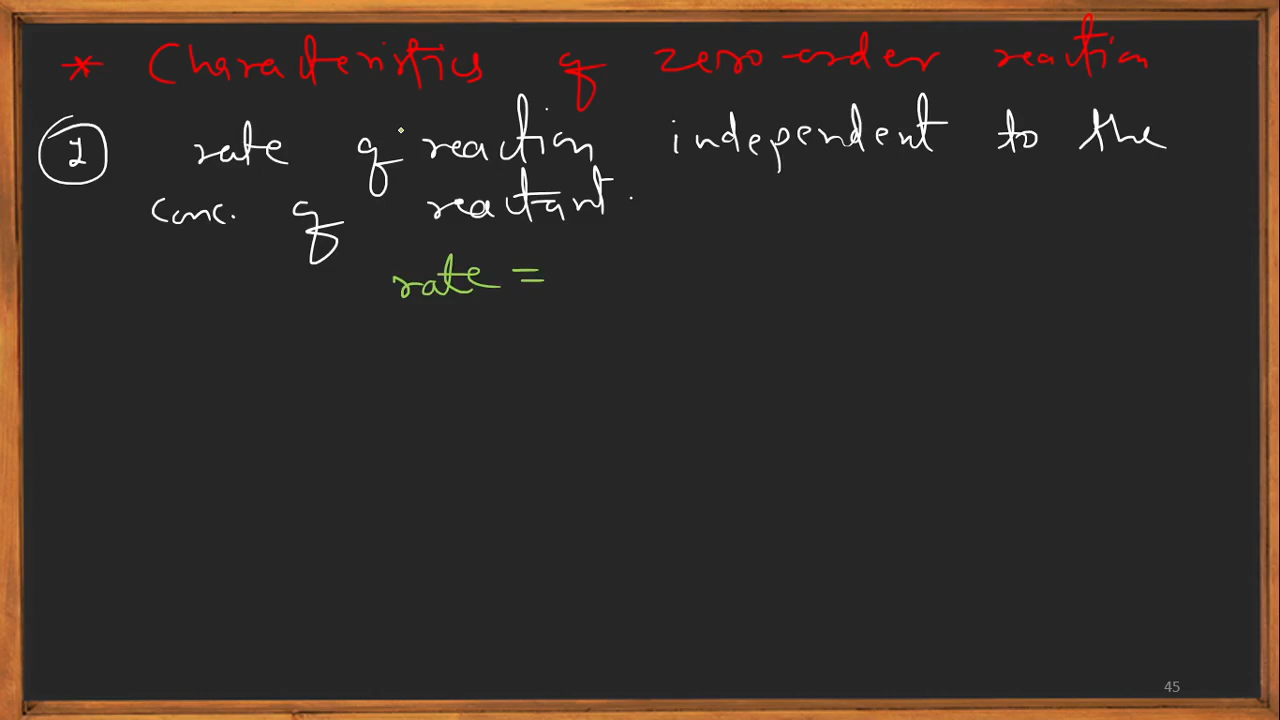 * Characteristics of zero-order reaction
1 rate of reaction independent to the
conc. of reactant.
rate =
45